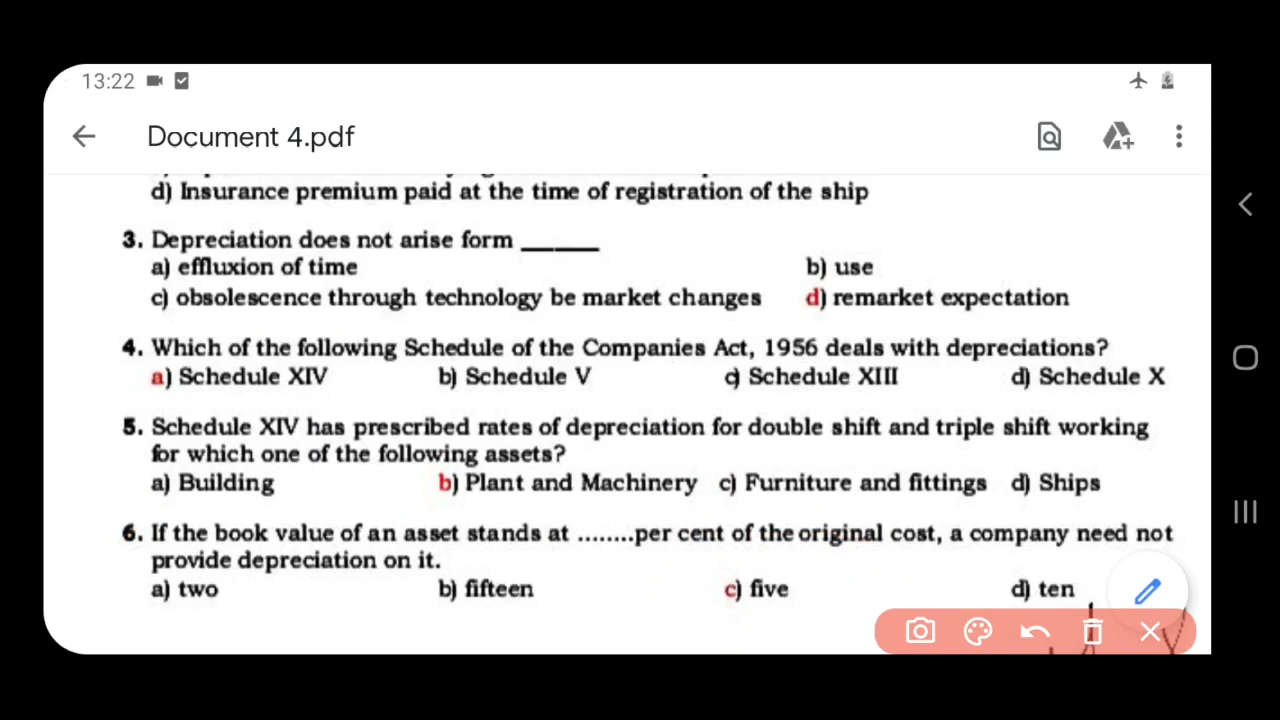 13:22
Document 4.pdf
d) Insurance premium paid at the time of registration of the ship
3. Depreciation does not arise form ______
a) effluxion of time b) use
c) obsolescence through technology be market changes d) remarket expectation
4. Which of the following Schedule of the Companies Act, 1956 deals with depreciations?
a) Schedule XIV b) Schedule V c) Schedule XIII d) Schedule X
5. Schedule XIV has prescribed rates of depreciation for double shift and triple shift working
for which one of the following assets?
a) Building b) Plant and Machinery c) Furniture and fittings d) Ships
6. If the book value of an asset stands at ........per cent of the original cost, a company need not
provide depreciation on it.
a) two b) fifteen c) five d) ten